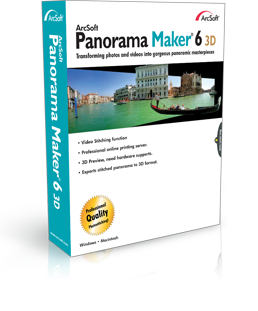 ArcSoft
ArcSoft
Panorama Maker® 6 3D
Transforming photos and videos into gorgeous panoramic masterpieces
• Video Stitching function
• Professional online printing server.
• 3D Preview, need hardware supports.
• Exports stitched panorama to 3D format.
Professional
Quality
Photostitching!
Windows • Macintosh
ArcSoft
Panorama Maker® 6 3D